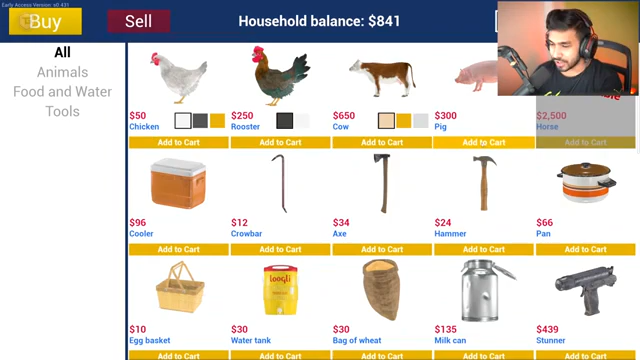 Early Access Version: s0.431
Buy
Sell
Household balance: $841
All
Animals
Food and Water
Tools
$50
Chicken
Add to Cart
$250
Rooster
Add to Cart
$650
Cow
Add to Cart
$300
Pig
Add to Cart
$2,500
Horse
$96
Cooler
Add to Cart
$12
Crowbar
Add to Cart
$34
Axe
Add to Cart
$24
Hammer
Add to Cart
$66
Pan
Add to Cart
$10
Egg basket
Add to Cart
Loogli
$30
Water tank
Add to Cart
$30
Bag of wheat
Add to Cart
$135
Milk can
Add to Cart
$439
Stunner
Add to Cart